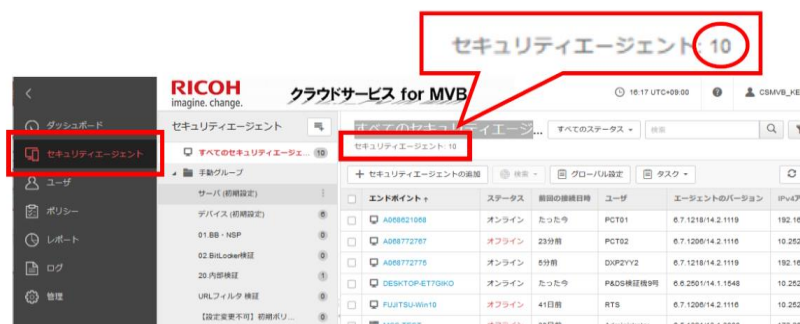 セキュリティエージェント: 10
RICOH
imagine. change.
クラウドサービス for MVB
16:17 UTC+09:00
CSMVB_KE
ダッシュボード
セキュリティエージェント
ユーザ
ポリシー
レポート
ログ
管理
セキュリティエージェント
すべてのセキュリティエージェ... 10
手動グループ
サーバ (初期設定)
デバイス (初期設定) 6
01.BB - NSP 0
02.BitLocker検証 0
20.内部検証 1
URLフィルタ 検証 0
【設定変更不可】初期ポリ... 0
すべてのセキュリティエージ...
すべてのステータス
検索
セキュリティエージェント: 10
+ セキュリティエージェントの追加
検索
グローバル設定
タスク
エンドポイント ↑ ステータス 前回の接続日時 ユーザ エージェントのバージョン IPv4ア
A068621068 オンライン たった今 PCT01 6.7.1218/14.2.1119 192.16
A068772767 オフライン 23分前 PCT02 6.7.1206/14.2.1116 10.252
A068772775 オンライン 5分前 DXP2YY2 6.7.1218/14.2.1119 192.16
DESKTOP-ET7GIKO オンライン たった今 P&DS検証機9号 6.6.2501/14.1.1548 10.252
FUJITSU-Win10 オフライン 41日前 RTS 6.7.1206/14.2.1116 10.252